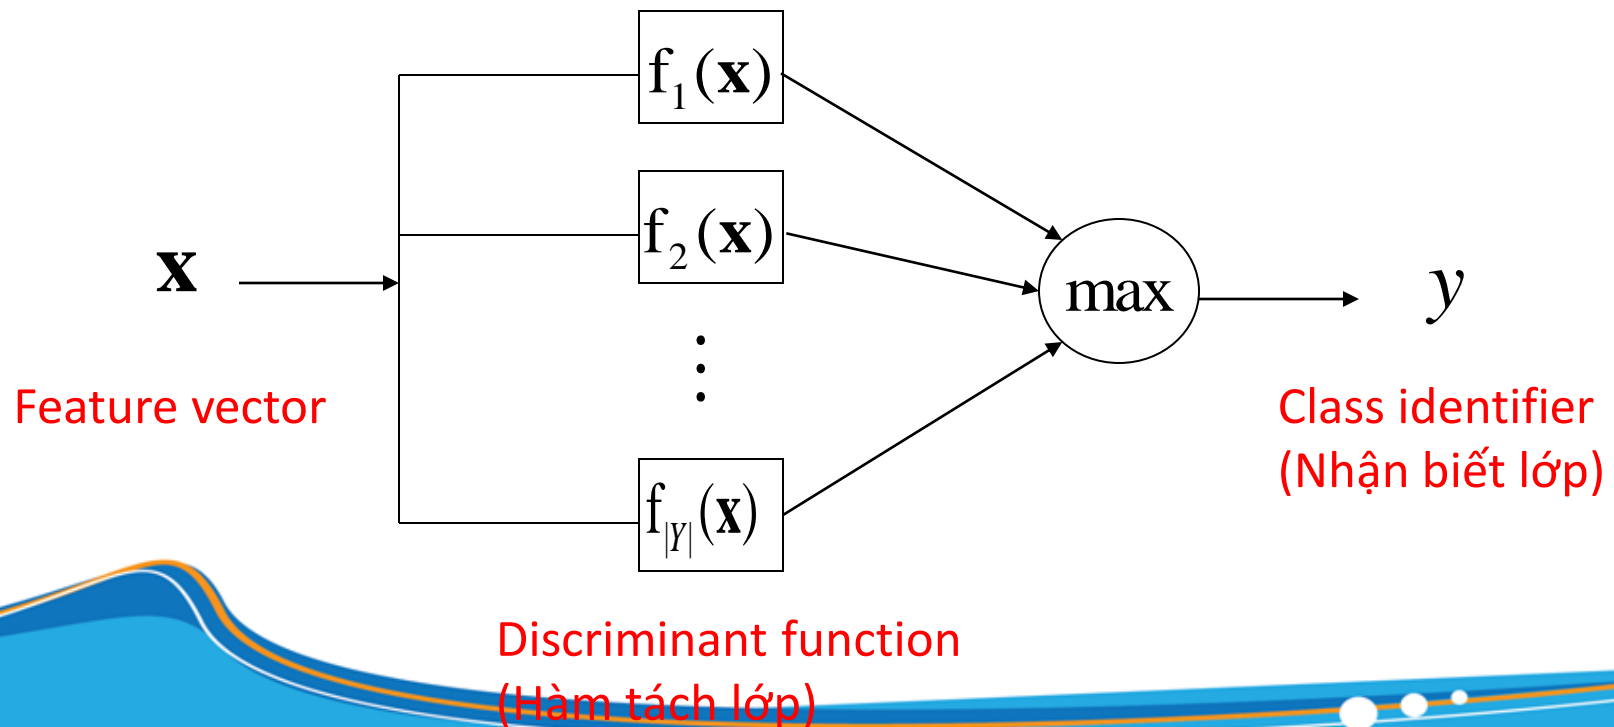 f₁(x)
f₂(x)
x
max
y
⋮
Feature vector
Class identifier
(Nhận biết lớp)
f|Y|(x)
Discriminant function
(Hàm tách lớp)